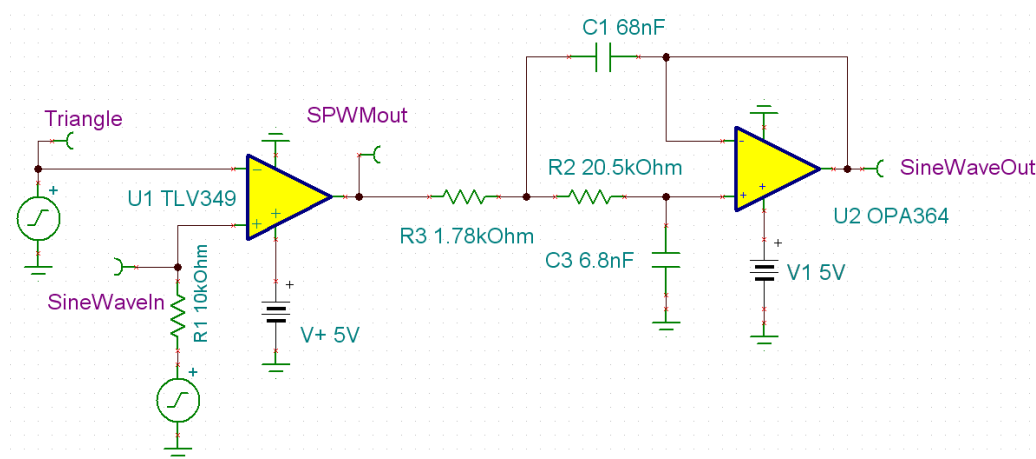 C1 68nF
Triangle
SPWMout
+
-
+
U1 TLV349
R2 20.5kOhm
SineWaveOut
R3 1.78kOhm
U2 OPA364
C3 6.8nF
+
V1 5V
SineWaveIn
R1 10kOhm
+
V+ 5V
+